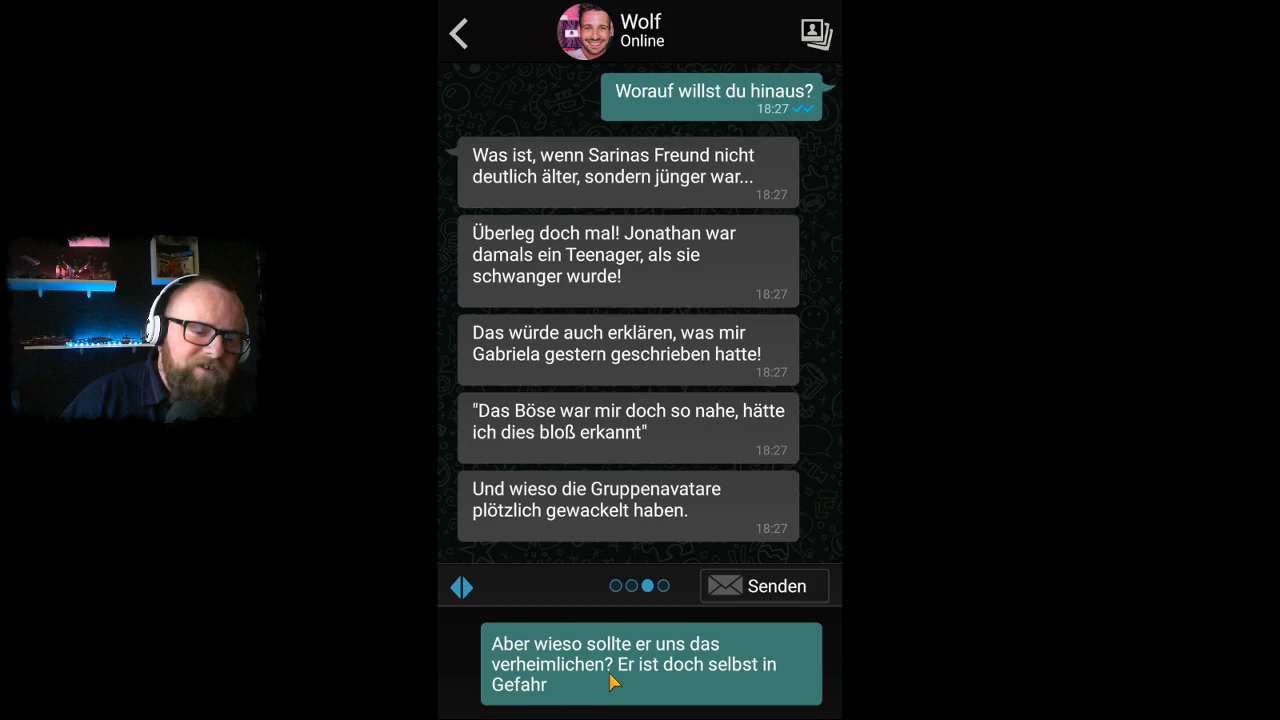 Wolf
Online
Worauf willst du hinaus?
18:27
Was ist, wenn Sarinas Freund nicht
deutlich älter, sondern jünger war...
18:27
Überleg doch mal! Jonathan war
damals ein Teenager, als sie
schwanger wurde!
18:27
Das würde auch erklären, was mir
Gabriela gestern geschrieben hatte!
18:27
"Das Böse war mir doch so nahe, hätte
ich dies bloß erkannt"
18:27
Und wieso die Gruppenavatare
plötzlich gewackelt haben.
18:27
Senden
Aber wieso sollte er uns das
verheimlichen? Er ist doch selbst in
Gefahr